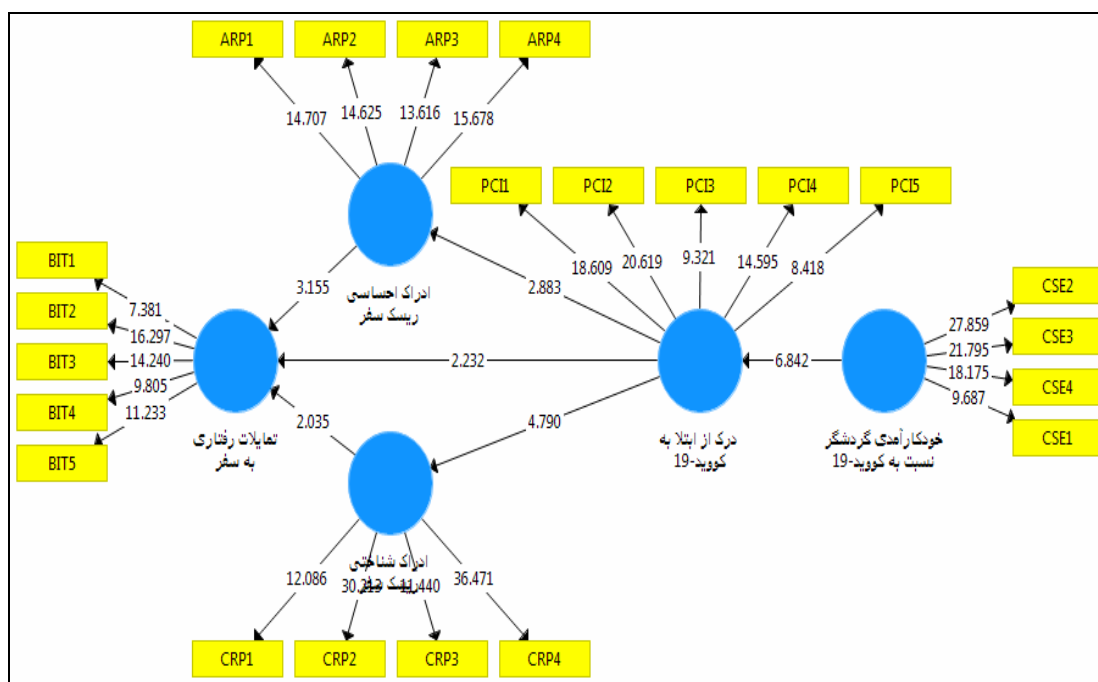 ARP1
ARP2
ARP3
ARP4
14.707
14.625
13.616
15.678
PCI1
PCI2
PCI3
PCI4
PCI5
18.609
20.619
9.321
14.595
8.418
BIT1
BIT2
BIT3
BIT4
BIT5
7.381
16.297
14.240
9.805
11.233
3.155
ادراک احساسی
ریسک سفر
2.883
CSE2
CSE3
CSE4
CSE1
27.859
21.795
18.175
9.687
2.232
6.842
2.035
4.790
تمایلات رفتاری
به سفر
درک از ابتلا به
کووید-19
خودکارآمدی گردشگر
نسبت به کووید-19
ادراک شناختی
ریسک سفر
12.086
36.471
CRP1
CRP2
CRP3
CRP4